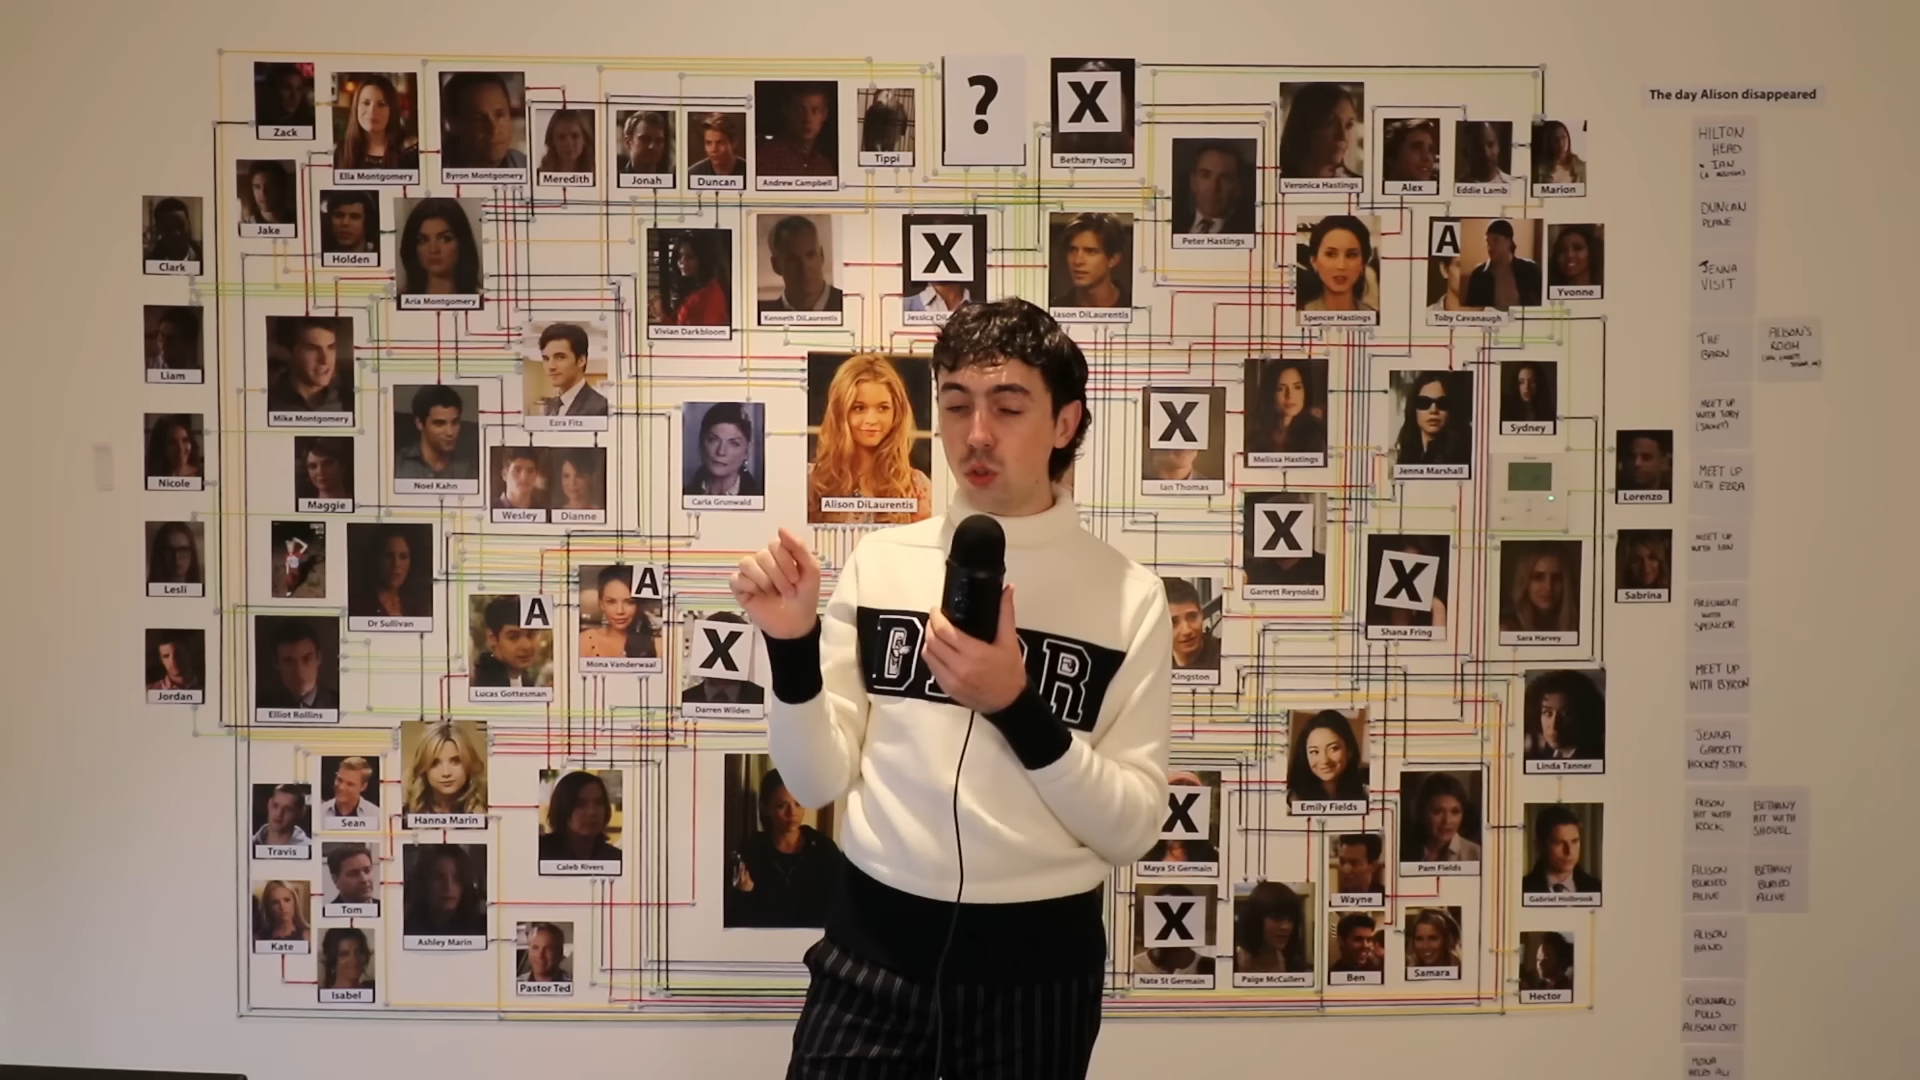 The day Alison disappeared
?
X
Zack
Ella Montgomery
Byron Montgomery
Meredith
Jonah
Duncan
Andrew Campbell
Tippi
Bethany Young
Veronica Hastings
Alex
Eddie Lamb
Marion
Jake
Holden
Aria Montgomery
Clark
Vivian Darkbloom
Kenneth DiLaurentis
X
Jessica
Jason DiLaurentis
Peter Hastings
Spencer Hastings
A
Toby Cavanaugh
Yvonne
Liam
Mike Montgomery
Ezra Fitz
Noel Kahn
Nicole
Maggie
Wesley
Dianne
Carla Grunwald
Alison DiLaurentis
X
Ian Thomas
Melissa Hastings
Jenna Marshall
Sydney
Lorenzo
Lesli
Dr Sullivan
A
Lucas Gottesman
A
Mona Vanderwaal
X
Darren Wilden
X
Garrett Reynolds
X
Shana Fring
Sara Harvey
Sabrina
Kingston
DIOR
Jordan
Elliot Rollins
Linda Tanner
Emily Fields
Travis
Sean
Hanna Marin
Caleb Rivers
X
Maya St Germain
Pam Fields
Gabriel Holbrook
Wayne
Kate
Tom
Isabel
Ashley Marin
Pastor Ted
X
Nate St Germain
Paige McCullers
Ben
Samara
Hector
HILTON
HEAD
• IAN
DUNCAN
PLANE
JENNA
VISIT
THE
BARN
ALISON'S
ROOM
MEET UP
WITH TOBY
(JACKET)
MEET UP
WITH EZRA
MEET UP
WITH IAN
ARGUMENT
WITH
SPENCER
MEET UP
WITH BYRON
JENNA
GARRETT
HOCKEY STICK
ALISON
HIT WITH
ROCK
BETHANY
HIT WITH
SHOVEL
ALISON
BURIED
ALIVE
BETHANY
BURIED
ALIVE
ALISON
HAND
GRUNWALD
PULLS
ALISON OUT
MONA
HELPS ALI